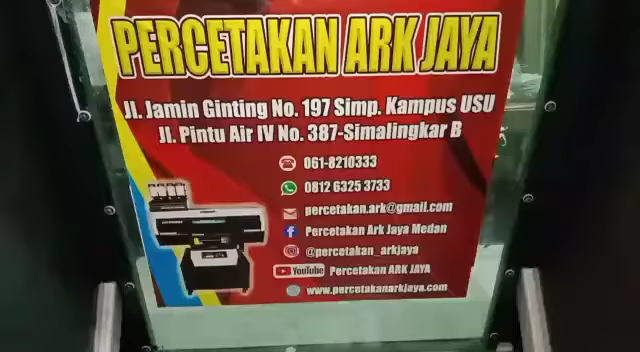 PERCETAKAN ARK JAYA
Jl. Jamin Ginting No. 197 Simp. Kampus USU
Jl. Pintu Air IV No. 387-Simalingkar B
061-8210333
0812 6325 3733
percetakan.ark@gmail.com
Percetakan Ark Jaya Medan
@percetakan_arkjaya
YouTube Percetakan ARK JAYA
www.percetakanarkjaya.com